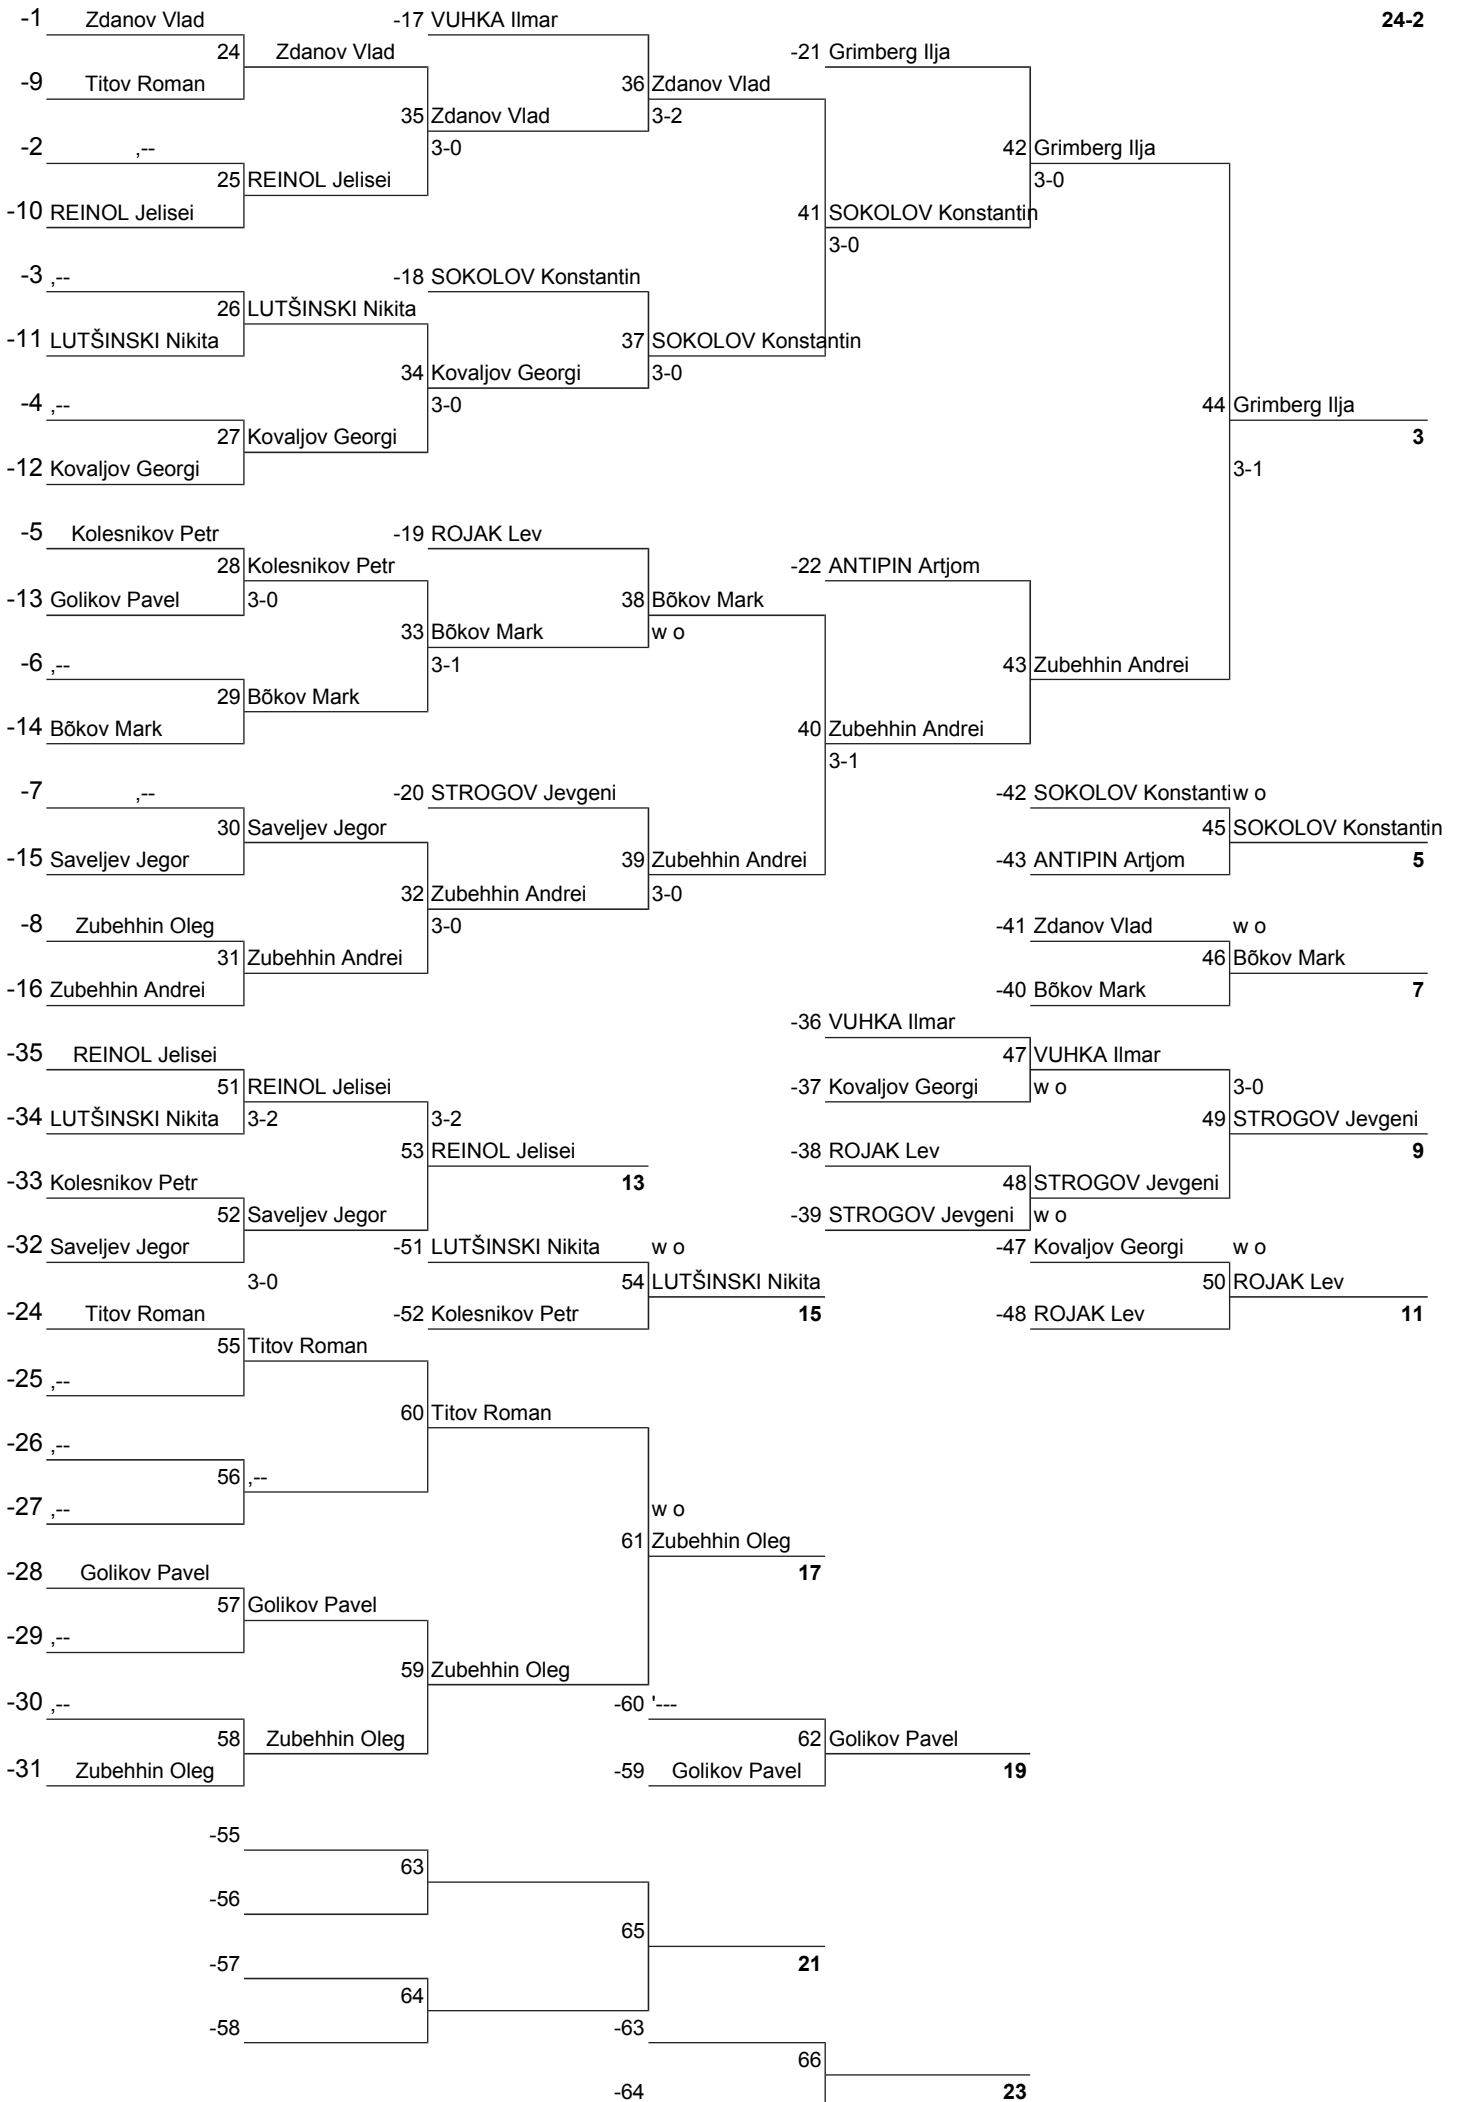 -1 Zdanov Vlad -17 VUHKA Ilmar 24-2
24 Zdanov Vlad -21 Grimberg Ilja
-9 Titov Roman 36 Zdanov Vlad
35 Zdanov Vlad 3-2
-2 ,-- 3-0 42 Grimberg Ilja
25 REINOL Jelisei 3-0
-10 REINOL Jelisei 41 SOKOLOV Konstantin
3-0
-3 ,-- -18 SOKOLOV Konstantin
26 LUTŠINSKI Nikita
-11 LUTŠINSKI Nikita 37 SOKOLOV Konstantin
34 Kovaljov Georgi 3-0
-4 ,-- 3-0 44 Grimberg Ilja
27 Kovaljov Georgi 3
-12 Kovaljov Georgi 3-1
-5 Kolesnikov Petr -19 ROJAK Lev
28 Kolesnikov Petr -22 ANTIPIN Artjom
-13 Golikov Pavel 3-0 38 Bõkov Mark
33 Bõkov Mark w o
-6 ,-- 3-1 43 Zubehhin Andrei
29 Bõkov Mark
-14 Bõkov Mark 40 Zubehhin Andrei
3-1
-7 ,-- -20 STROGOV Jevgeni -42 SOKOLOV Konstanti w o
30 Saveljev Jegor 45 SOKOLOV Konstantin
-15 Saveljev Jegor 39 Zubehhin Andrei -43 ANTIPIN Artjom 5
32 Zubehhin Andrei 3-0
-8 Zubehhin Oleg 3-0 -41 Zdanov Vlad w o
31 Zubehhin Andrei 46 Bõkov Mark
-16 Zubehhin Andrei -40 Bõkov Mark 7
-36 VUHKA Ilmar
-35 REINOL Jelisei 47 VUHKA Ilmar
51 REINOL Jelisei -37 Kovaljov Georgi w o 3-0
-34 LUTŠINSKI Nikita 3-2 3-2 49 STROGOV Jevgeni
53 REINOL Jelisei -38 ROJAK Lev 9
-33 Kolesnikov Petr 13 48 STROGOV Jevgeni
52 Saveljev Jegor -39 STROGOV Jevgeni w o
-32 Saveljev Jegor -51 LUTŠINSKI Nikita w o -47 Kovaljov Georgi w o
3-0 54 LUTŠINSKI Nikita 50 ROJAK Lev
-24 Titov Roman -52 Kolesnikov Petr 15 -48 ROJAK Lev 11
55 Titov Roman
-25 ,--
60 Titov Roman
-26 ,--
56 ,--
-27 ,-- w o
61 Zubehhin Oleg
-28 Golikov Pavel 17
57 Golikov Pavel
-29 ,--
59 Zubehhin Oleg
-30 ,-- -60 '---
58 Zubehhin Oleg 62 Golikov Pavel
-31 Zubehhin Oleg -59 Golikov Pavel 19
-55
63
-56
65
-57 21
64
-58 -63
66
-64 23